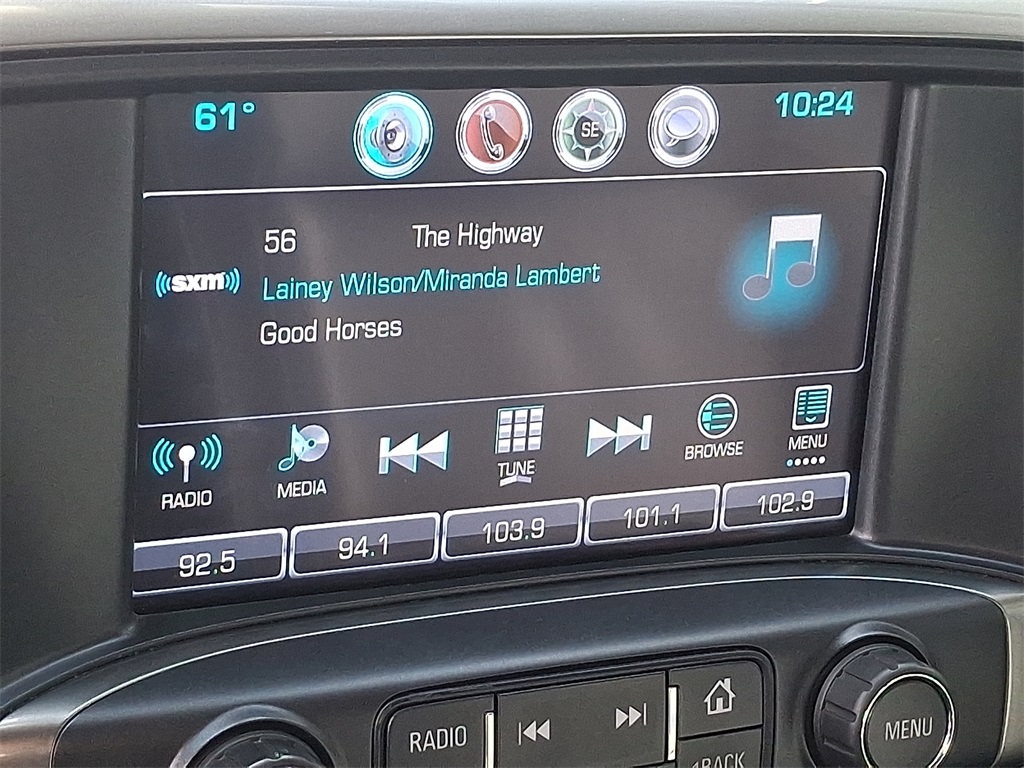 61° SE 10:24
56 The Highway
((sxm)) Lainey Wilson/Miranda Lambert
Good Horses
RADIO MEDIA TUNE BROWSE MENU
92.5 94.1 103.9 101.1 102.9
RADIO MENU
BACK